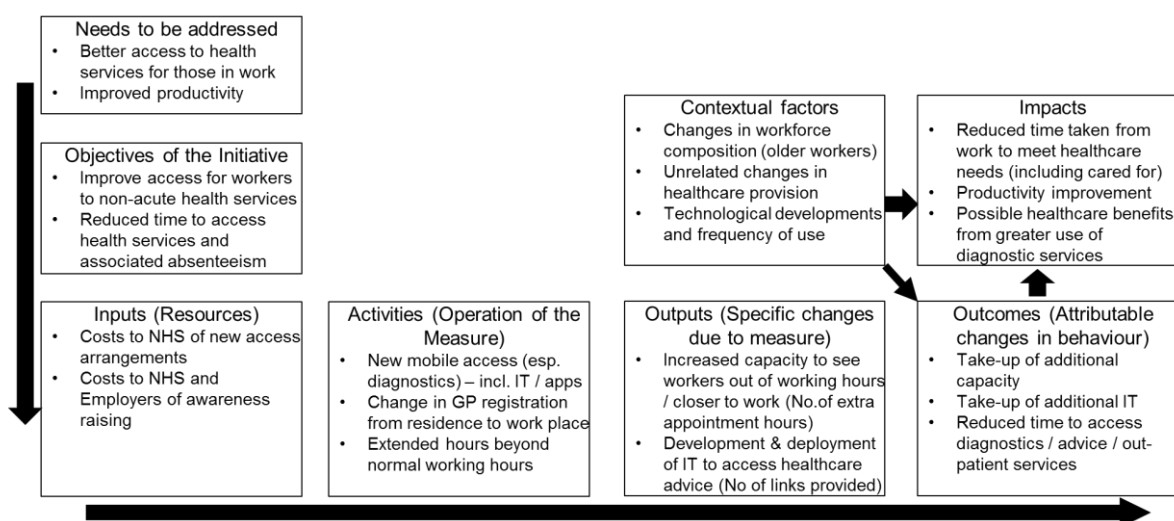 Needs to be addressed
• Better access to health
services for those in work
• Improved productivity
Objectives of the Initiative
• Improve access for workers
to non-acute health services
• Reduced time to access
health services and
associated absenteeism
Inputs (Resources)
• Costs to NHS of new access
arrangements
• Costs to NHS and
Employers of awareness
raising
Activities (Operation of the
Measure)
• New mobile access (esp.
diagnostics) – incl. IT / apps
• Change in GP registration
from residence to work place
• Extended hours beyond
normal working hours
Contextual factors
• Changes in workforce
composition (older workers)
• Unrelated changes in
healthcare provision
• Technological developments
and frequency of use
Outputs (Specific changes
due to measure)
• Increased capacity to see
workers out of working hours
/ closer to work (No.of extra
appointment hours)
• Development & deployment
of IT to access healthcare
advice (No of links provided)
Impacts
• Reduced time taken from
work to meet healthcare
needs (including cared for)
• Productivity improvement
• Possible healthcare benefits
from greater use of
diagnostic services
Outcomes (Attributable
changes in behaviour)
• Take-up of additional
capacity
• Take-up of additional IT
• Reduced time to access
diagnostics / advice / out-
patient services